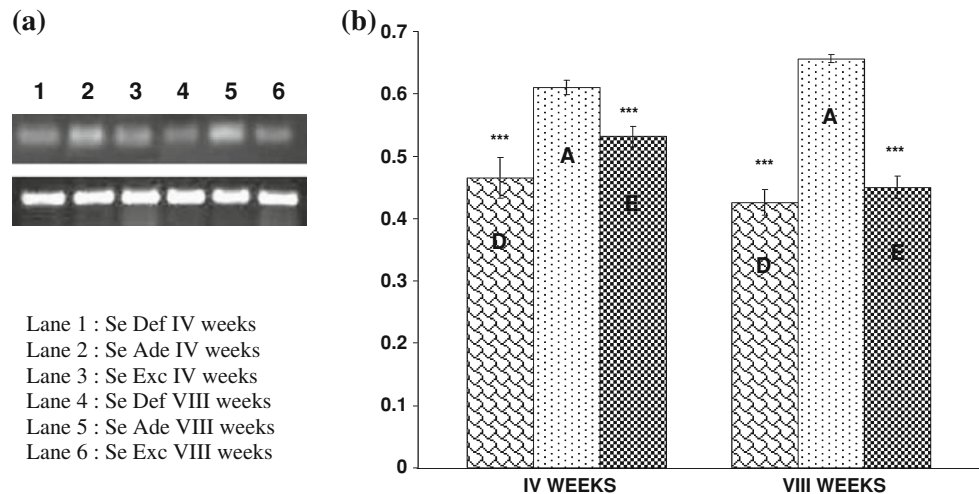 (a)
1 2 3 4 5 6
Lane 1 : Se Def IV weeks
Lane 2 : Se Ade IV weeks
Lane 3 : Se Exc IV weeks
Lane 4 : Se Def VIII weeks
Lane 5 : Se Ade VIII weeks
Lane 6 : Se Exc VIII weeks
(b)
0.7
0.6
0.5
0.4
0.3
0.2
0.1
0
***
D
A
***
E
***
D
A
***
E
IV WEEKS
VIII WEEKS